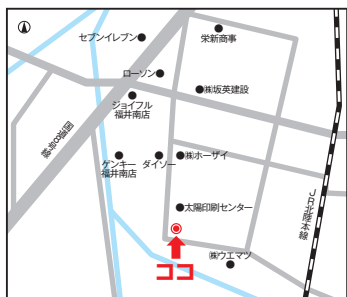 セブンイレブン
栄新商事
ローソン
㈱坂英建設
ジョイフル
福井南店
国道8号線
ゲンキー
福井南店
ダイソー
㈱ホーザイ
太陽印刷センター
JR北陸本線
㈱ウエマツ
ココ